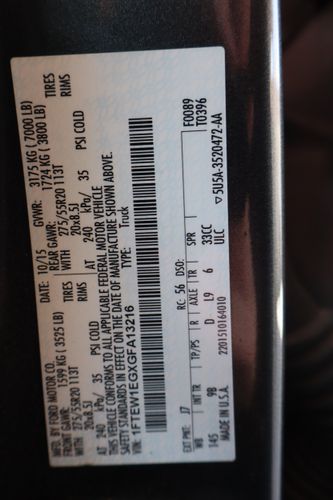 MFD. BY FORD MOTOR CO. 10/15 GVWR: 3175 KG ( 7000 LB)
FRONT GAWR: 1599 KG ( 3525 LB) REAR GAWR: 1724 KG ( 3800 LB)
WITH 275/55R20 113T TIRES WITH 275/55R20 113T TIRES
20x8.5J RIMS 20x8.5J RIMS
AT 240 kPa/ 35 PSI COLD AT 240 kPa/ 35 PSI COLD
THIS VEHICLE CONFORMS TO ALL APPLICABLE FEDERAL MOTOR VEHICLE
SAFETY STANDARDS IN EFFECT ON THE DATE OF MANUFACTURE SHOWN ABOVE.
VIN: 1FTEW1EGXGFA13216 TYPE: Truck
F0089
T0396
EXT PNT: J7 RC: 56 DSO:
WB INT TR TP/PS R AXLE TR SPR
145 9B D L9 6 33CC
ULC
MADE IN U.S.A. 2201510164010 ▽5U5A-3520472-AA